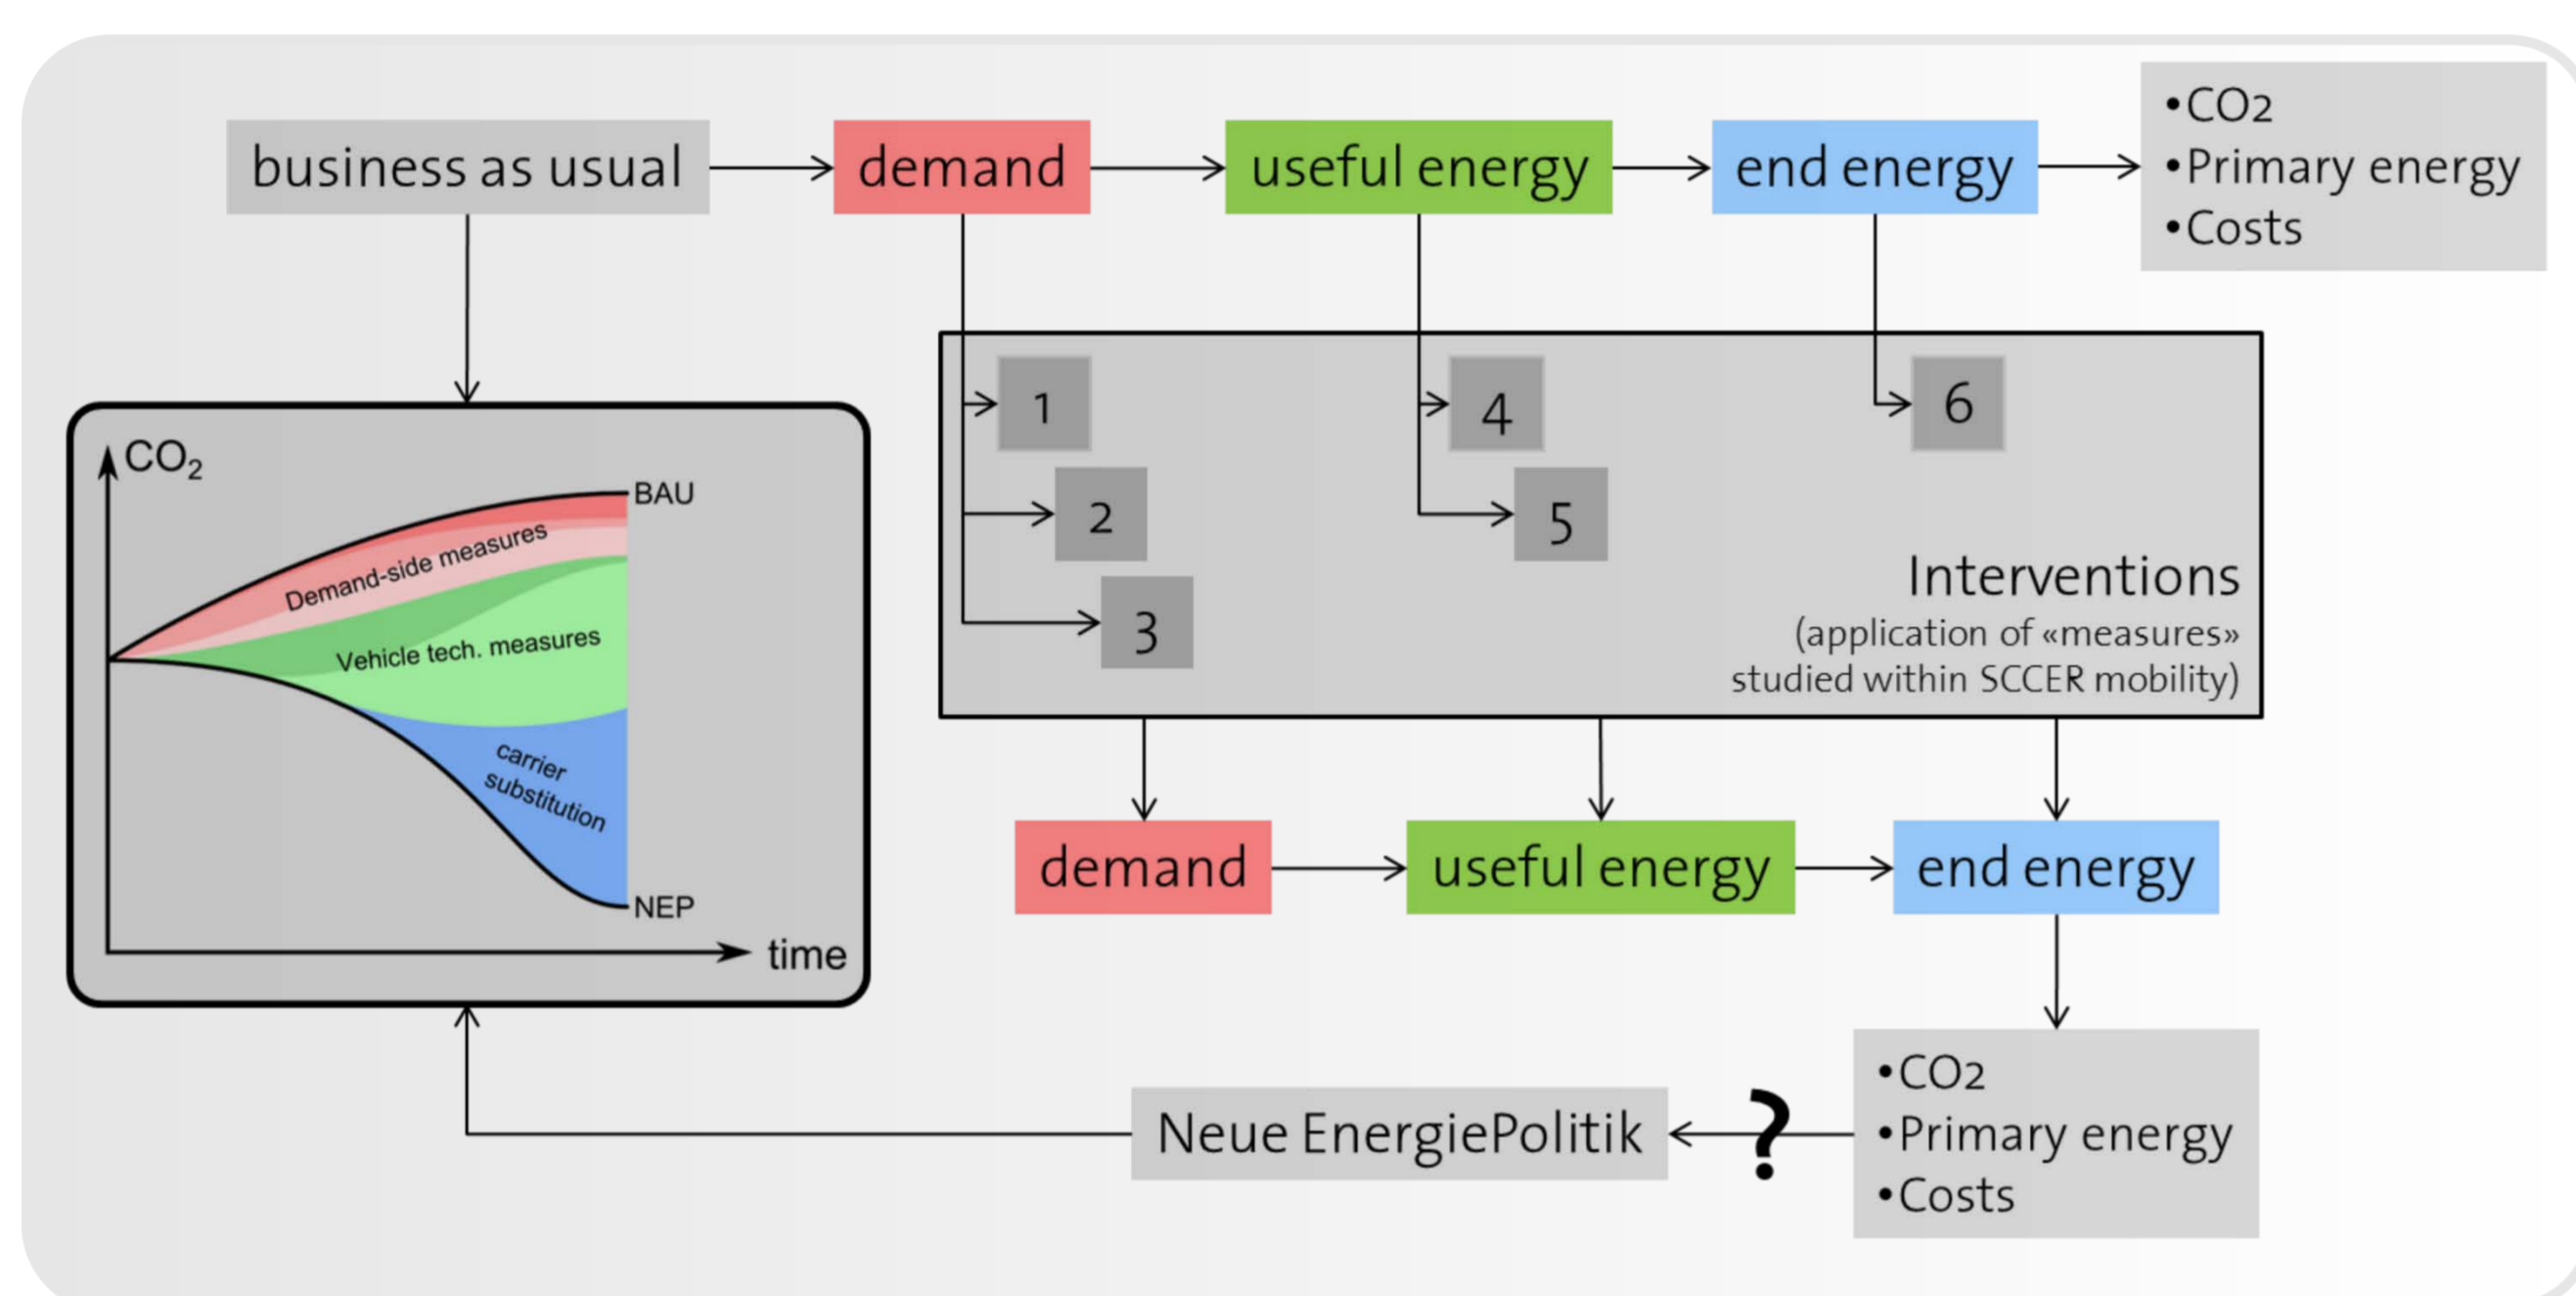 business as usual
demand
useful energy
end energy
•CO2
•Primary energy
•Costs
1
2
3
4
5
6
Interventions
(application of «measures»
studied within SCCER mobility)
CO₂
BAU
Demand-side measures
Vehicle tech. measures
carrier
substitution
NEP
time
demand
useful energy
end energy
•CO2
•Primary energy
•Costs
?
Neue EnergiePolitik